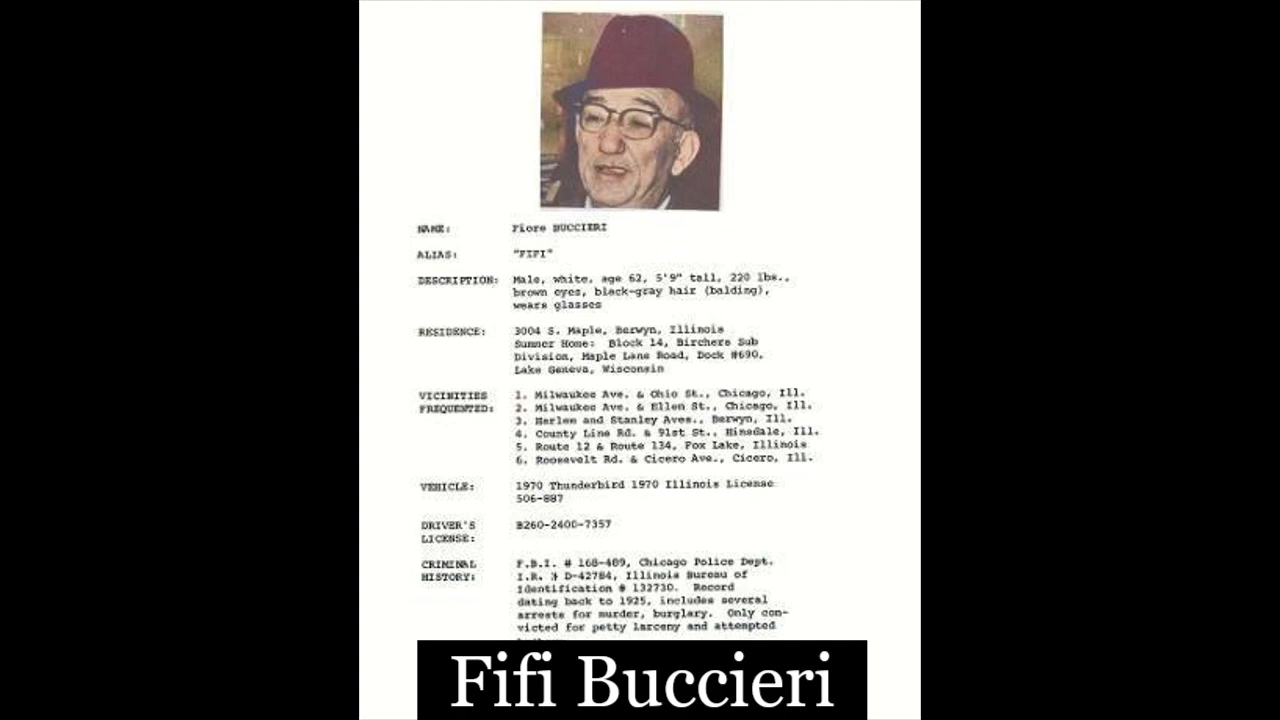 NAME: Fiore BUCCIERI
ALIAS: "FIFI"
DESCRIPTION: Male, white, age 62, 5'9" tall, 220 lbs.,
brown eyes, black-gray hair (balding),
wears glasses
RESIDENCE: 3004 S. Maple, Berwyn, Illinois
Summer Home: Block 14, Birchers Sub
Division, Maple Lane Road, Dock #690,
Lake Geneva, Wisconsin
VICINITIES 1. Milwaukee Ave. & Ohio St., Chicago, Ill.
FREQUENTED: 2. Milwaukee Ave. & Ellen St., Chicago, Ill.
3. Harlem and Stanley Aves., Berwyn, Ill.
4. County Line Rd. & 91st St., Hinsdale, Ill.
5. Route 12 & Route 134, Fox Lake, Illinois
6. Roosevelt Rd. & Cicero Ave., Cicero, Ill.
VEHICLE: 1970 Thunderbird 1970 Illinois License
506-887
DRIVER'S B260-2400-7357
LICENSE:
CRIMINAL F.B.I. # 168-489, Chicago Police Dept.
HISTORY: I.R. # D-42784, Illinois Bureau of
Identification # 132730. Record
dating back to 1925, includes several
arrests for murder, burglary. Only con-
victed for petty larceny and attempted
Fifi Buccieri